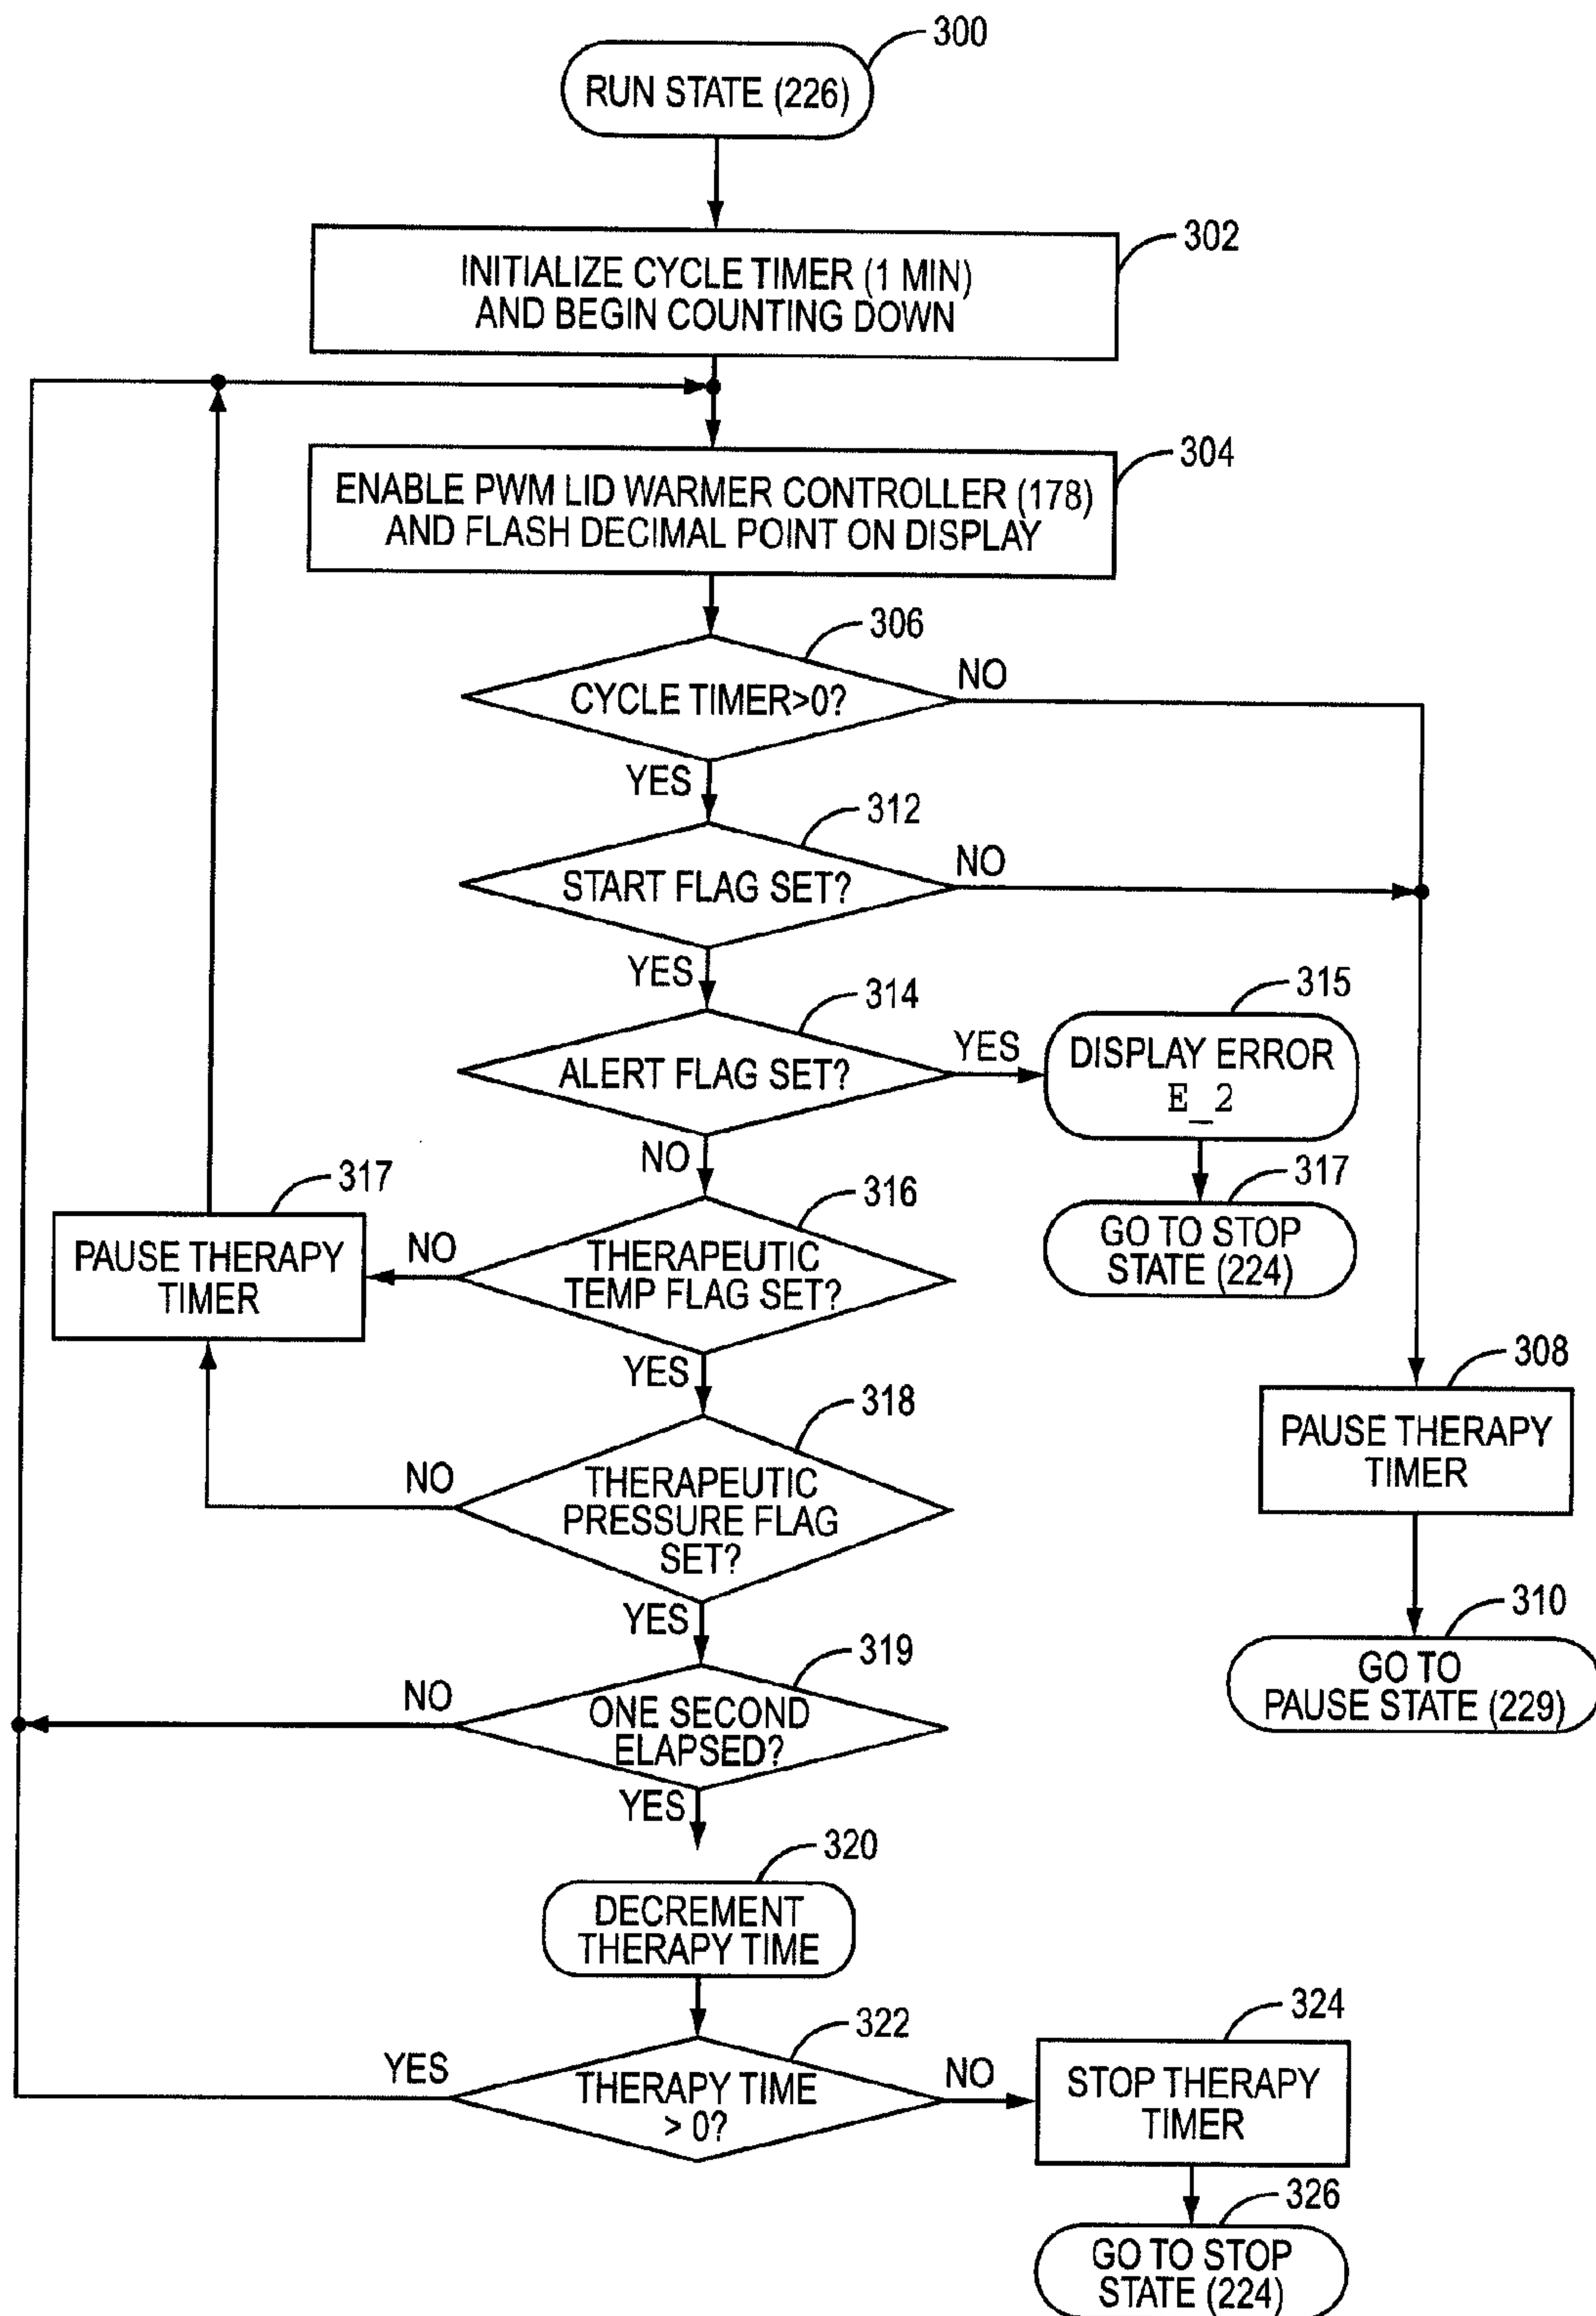 300
RUN STATE (226)
302
INITIALIZE CYCLE TIMER (1 MIN)
AND BEGIN COUNTING DOWN
304
ENABLE PWM LID WARMER CONTROLLER (178)
AND FLASH DECIMAL POINT ON DISPLAY
306
CYCLE TIMER>0?
NO
YES
312
START FLAG SET?
NO
YES
314
ALERT FLAG SET?
YES
NO
315
DISPLAY ERROR
E_2
317
GO TO STOP
STATE (224)
316
THERAPEUTIC
TEMP FLAG SET?
NO
YES
317
PAUSE THERAPY
TIMER
318
THERAPEUTIC
PRESSURE FLAG
SET?
NO
YES
308
PAUSE THERAPY
TIMER
310
GO TO
PAUSE STATE (229)
319
ONE SECOND
ELAPSED?
NO
YES
320
DECREMENT
THERAPY TIME
322
THERAPY TIME
> 0?
YES
NO
324
STOP THERAPY
TIMER
326
GO TO STOP
STATE (224)